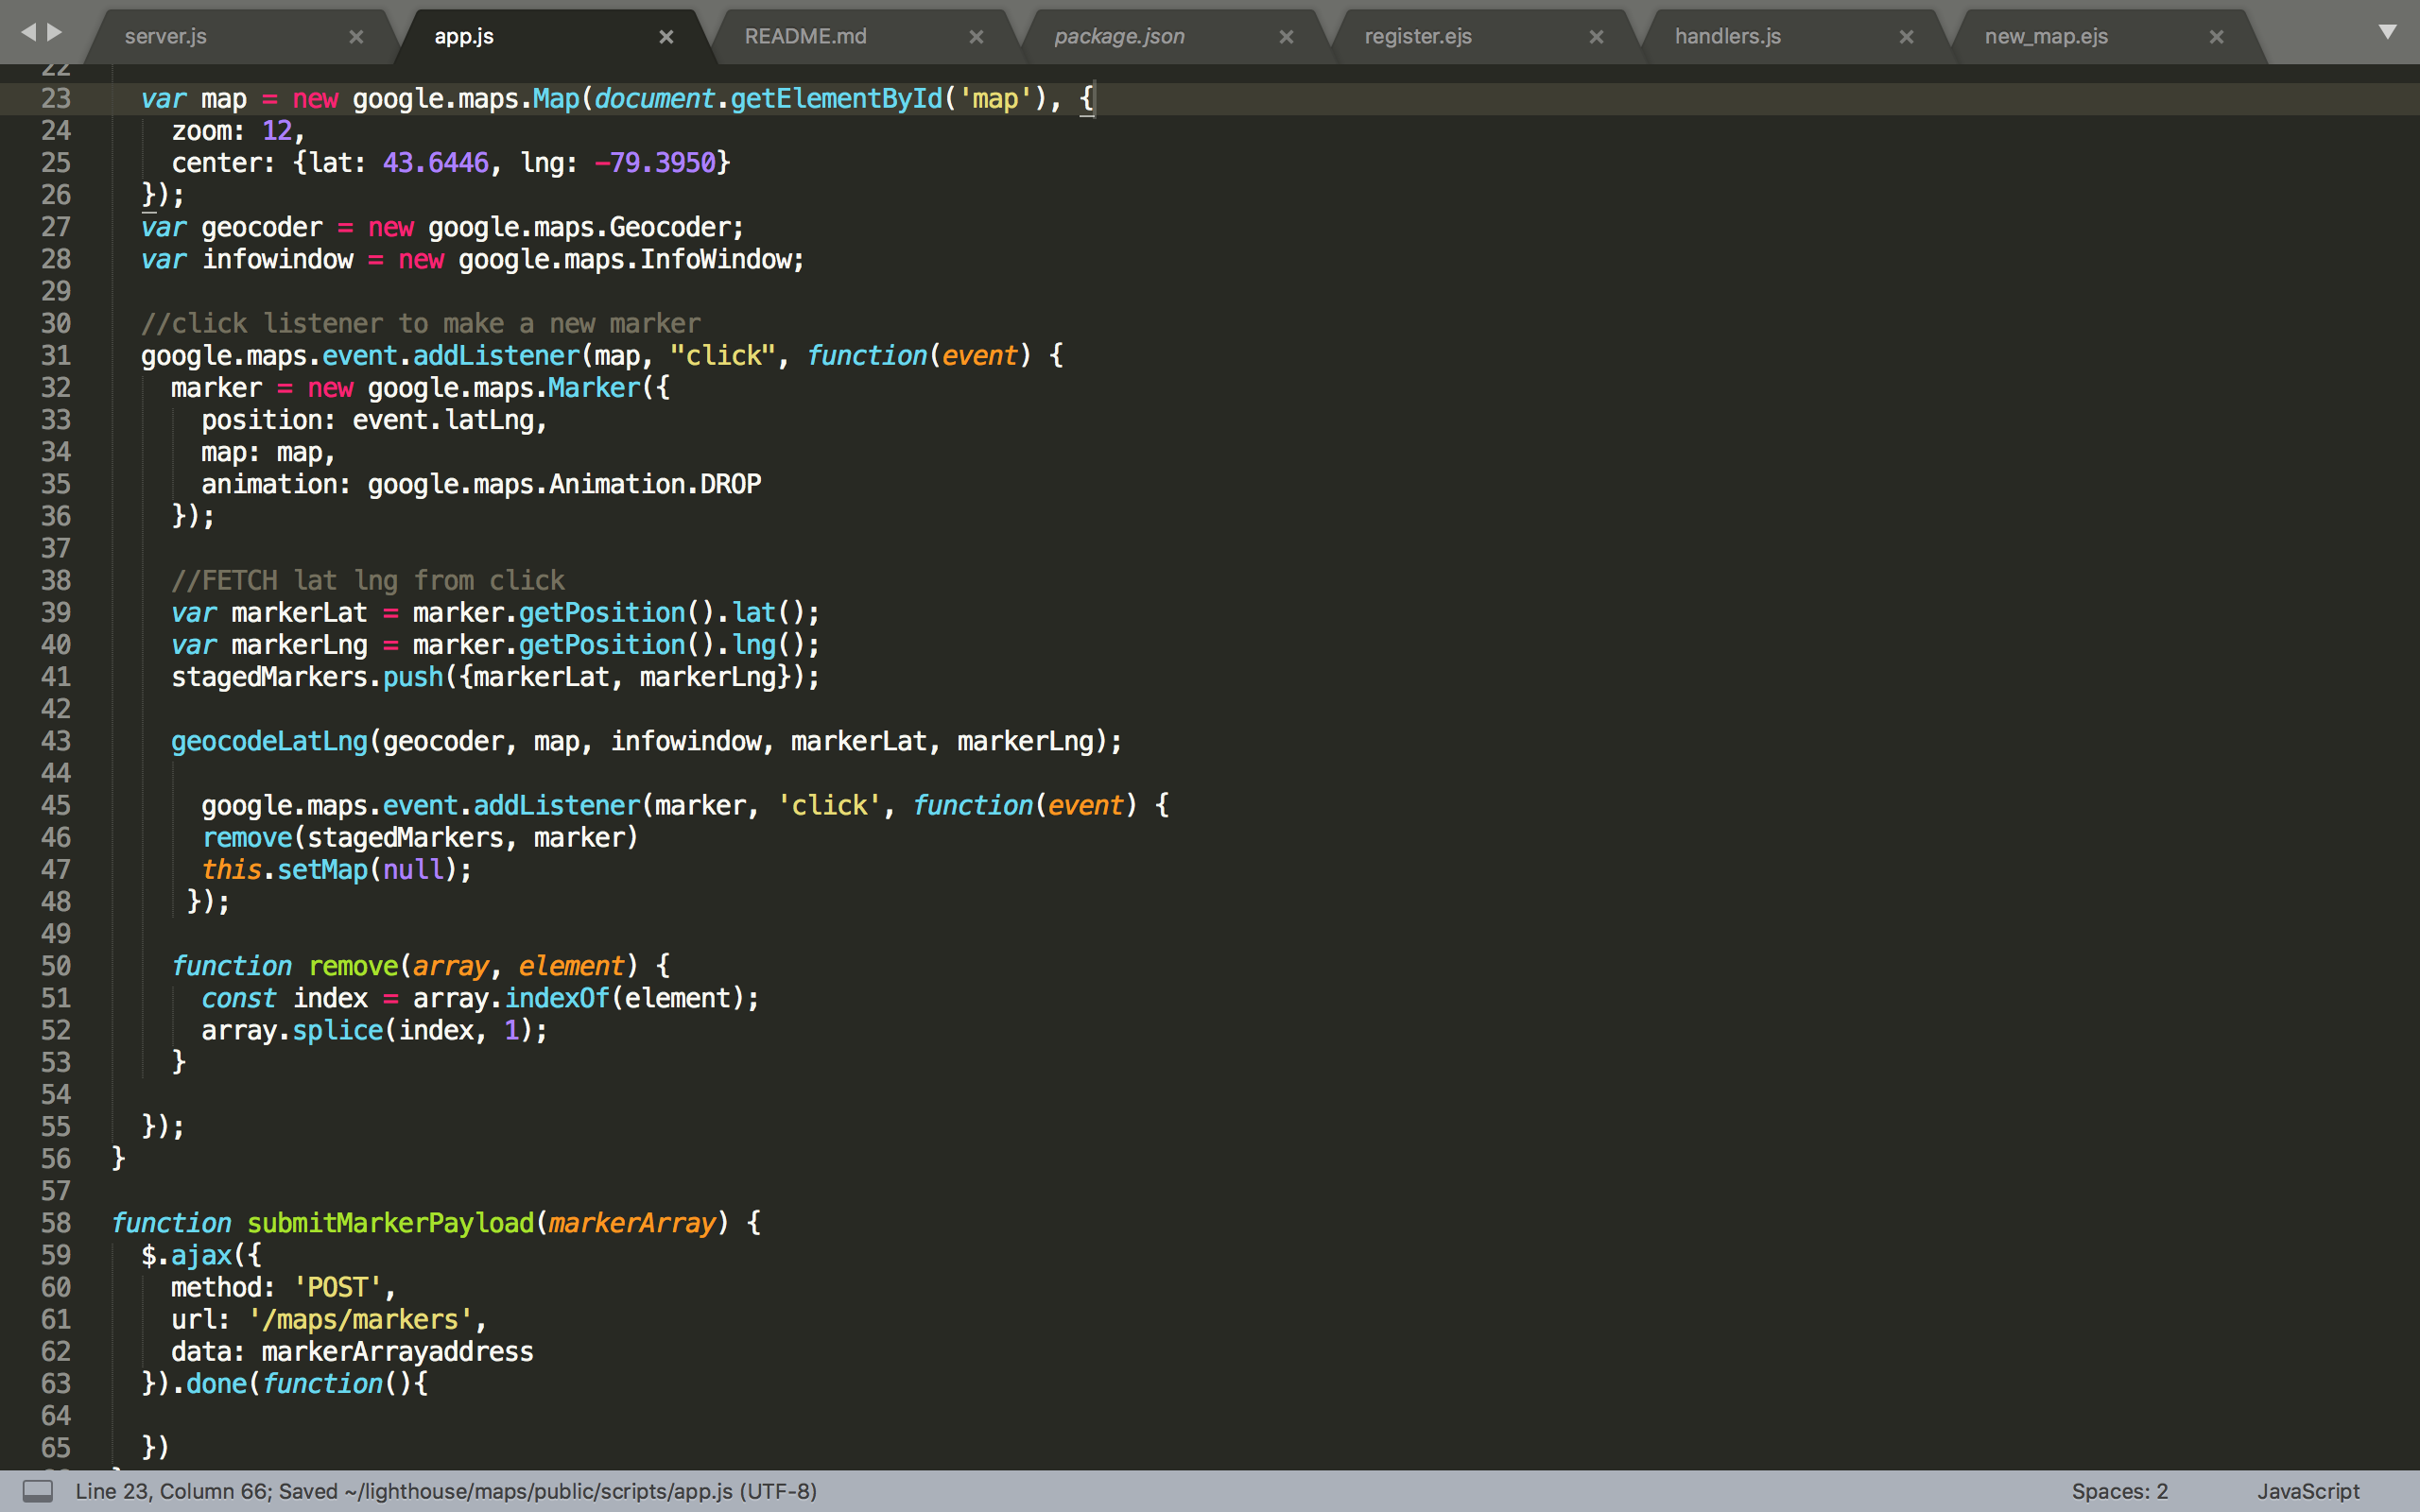 server.js × app.js × README.md × package.json × register.ejs × handlers.js × new_map.ejs ×
22
23 var map = new google.maps.Map(document.getElementById('map'), {
24 zoom: 12,
25 center: {lat: 43.6446, lng: -79.3950}
26 });
27 var geocoder = new google.maps.Geocoder;
28 var infowindow = new google.maps.InfoWindow;
29
30 //click listener to make a new marker
31 google.maps.event.addListener(map, "click", function(event) {
32 marker = new google.maps.Marker({
33 position: event.latLng,
34 map: map,
35 animation: google.maps.Animation.DROP
36 });
37
38 //FETCH lat lng from click
39 var markerLat = marker.getPosition().lat();
40 var markerLng = marker.getPosition().lng();
41 stagedMarkers.push({markerLat, markerLng});
42
43 geocodeLatLng(geocoder, map, infowindow, markerLat, markerLng);
44
45 google.maps.event.addListener(marker, 'click', function(event) {
46 remove(stagedMarkers, marker)
47 this.setMap(null);
48 });
49
50 function remove(array, element) {
51 const index = array.indexOf(element);
52 array.splice(index, 1);
53 }
54
55 });
56 }
57
58 function submitMarkerPayload(markerArray) {
59 $.ajax({
60 method: 'POST',
61 url: '/maps/markers',
62 data: markerArrayaddress
63 }).done(function(){
64
65 })
Line 23, Column 66; Saved ~/lighthouse/maps/public/scripts/app.js (UTF-8) Spaces: 2 JavaScript